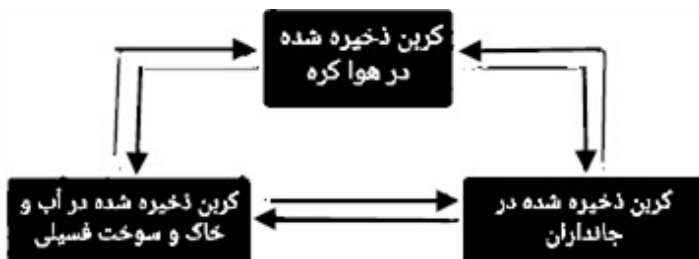 کربن ذخیره شده
در هوا کره
کربن ذخیره شده در آب و
خاک و سوخت فسیلی
کربن ذخیره شده در
جانداران